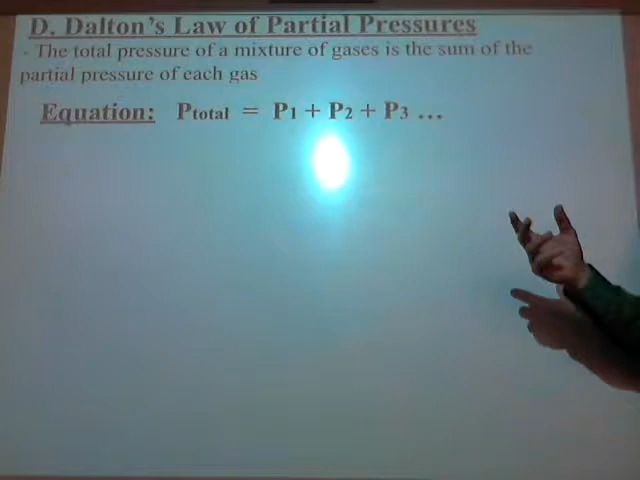 D. Dalton's Law of Partial Pressures
- The total pressure of a mixture of gases is the sum of the
partial pressure of each gas
Equation: Ptotal = P1 + P2 + P3 ...